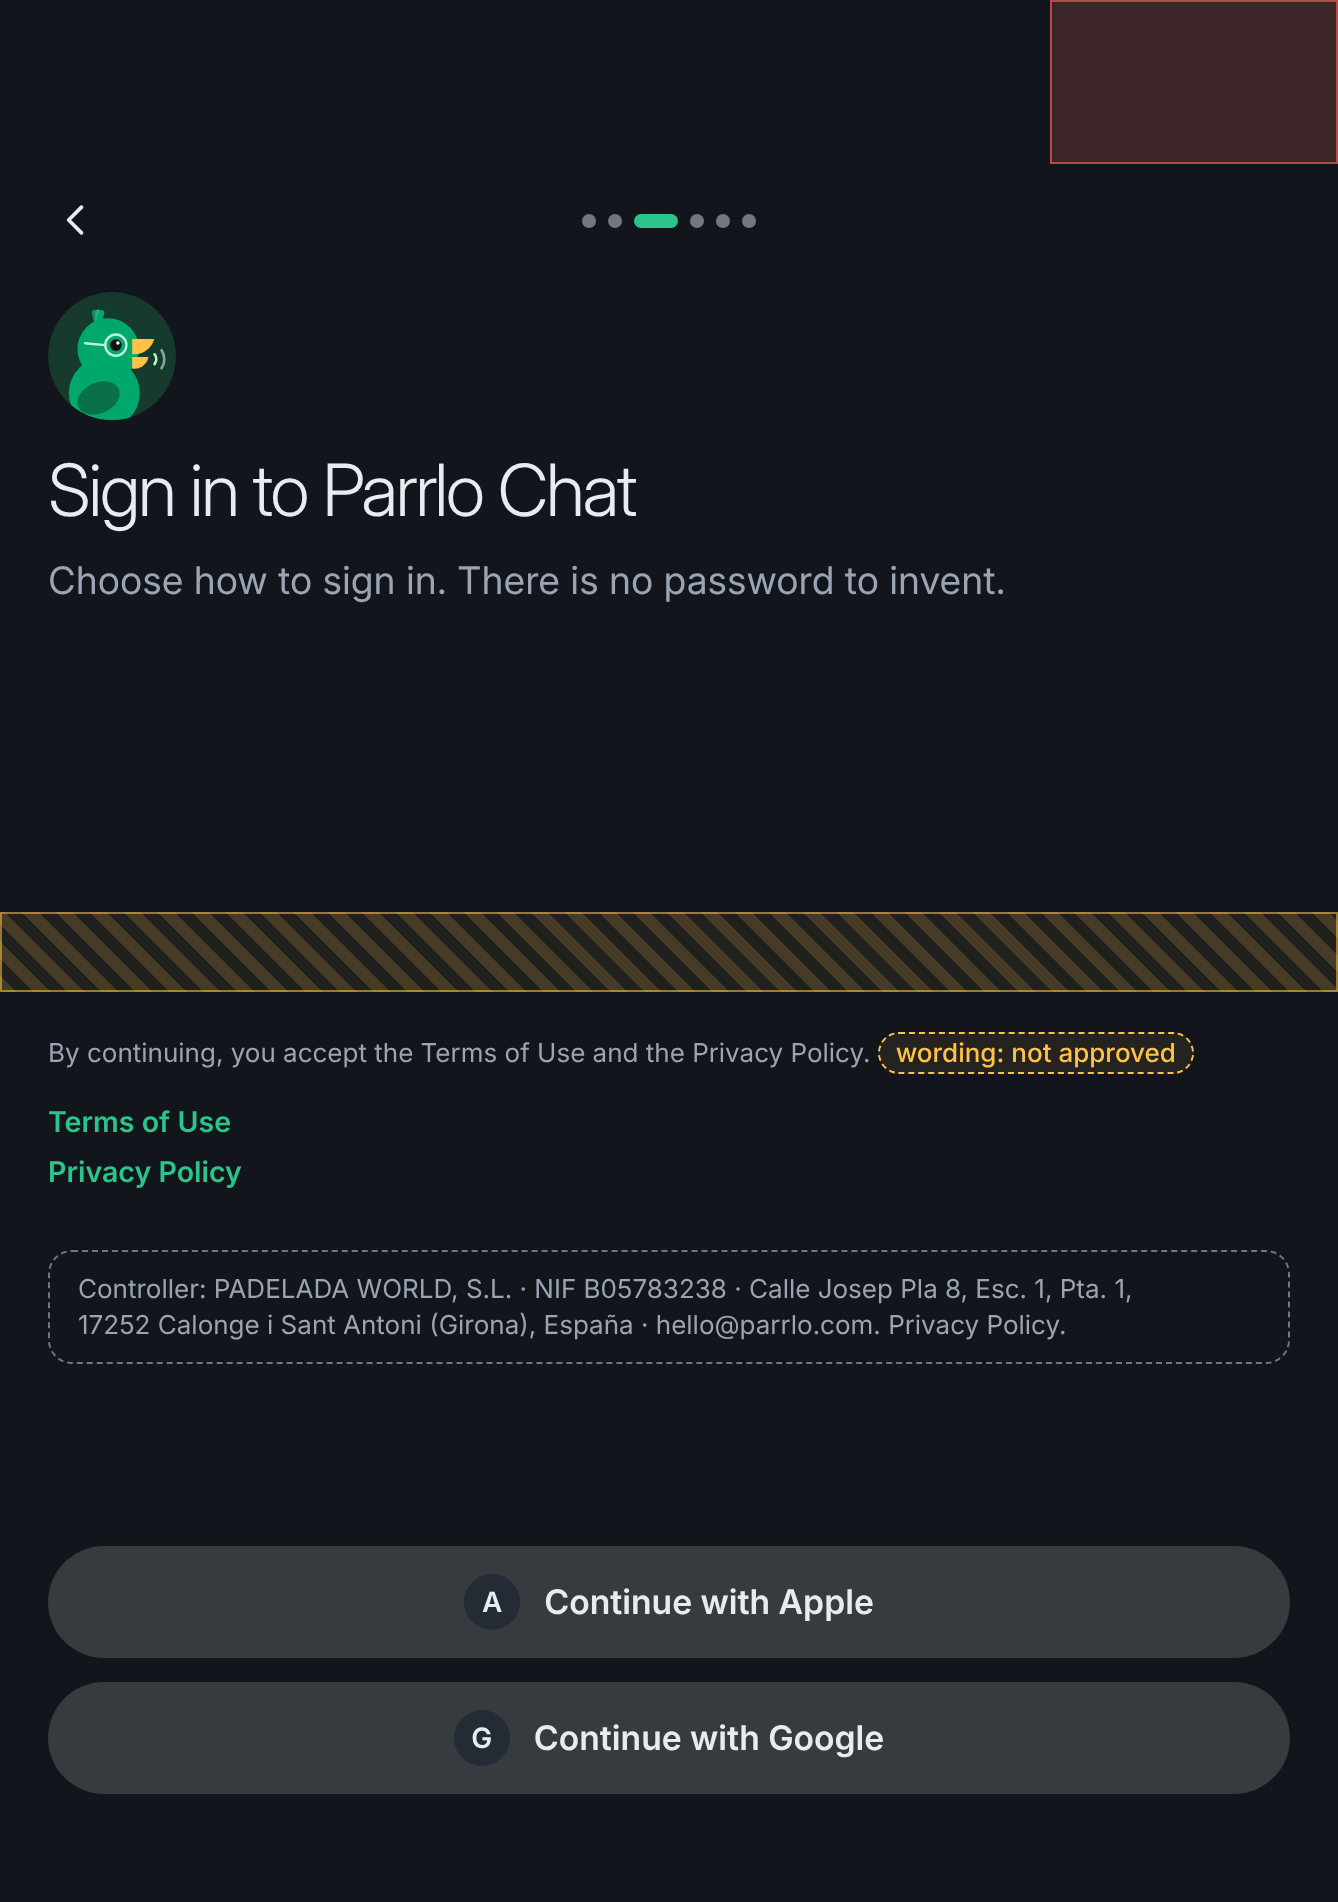 Sign in to Parrlo Chat
Choose how to sign in. There is no password to invent.
By continuing, you accept the Terms of Use and the Privacy Policy. wording: not approved
Terms of Use
Privacy Policy
Controller: PADELADA WORLD, S.L. · NIF B05783238 · Calle Josep Pla 8, Esc. 1, Pta. 1,
17252 Calonge i Sant Antoni (Girona), España · hello@parrlo.com. Privacy Policy.
A Continue with Apple
G Continue with Google